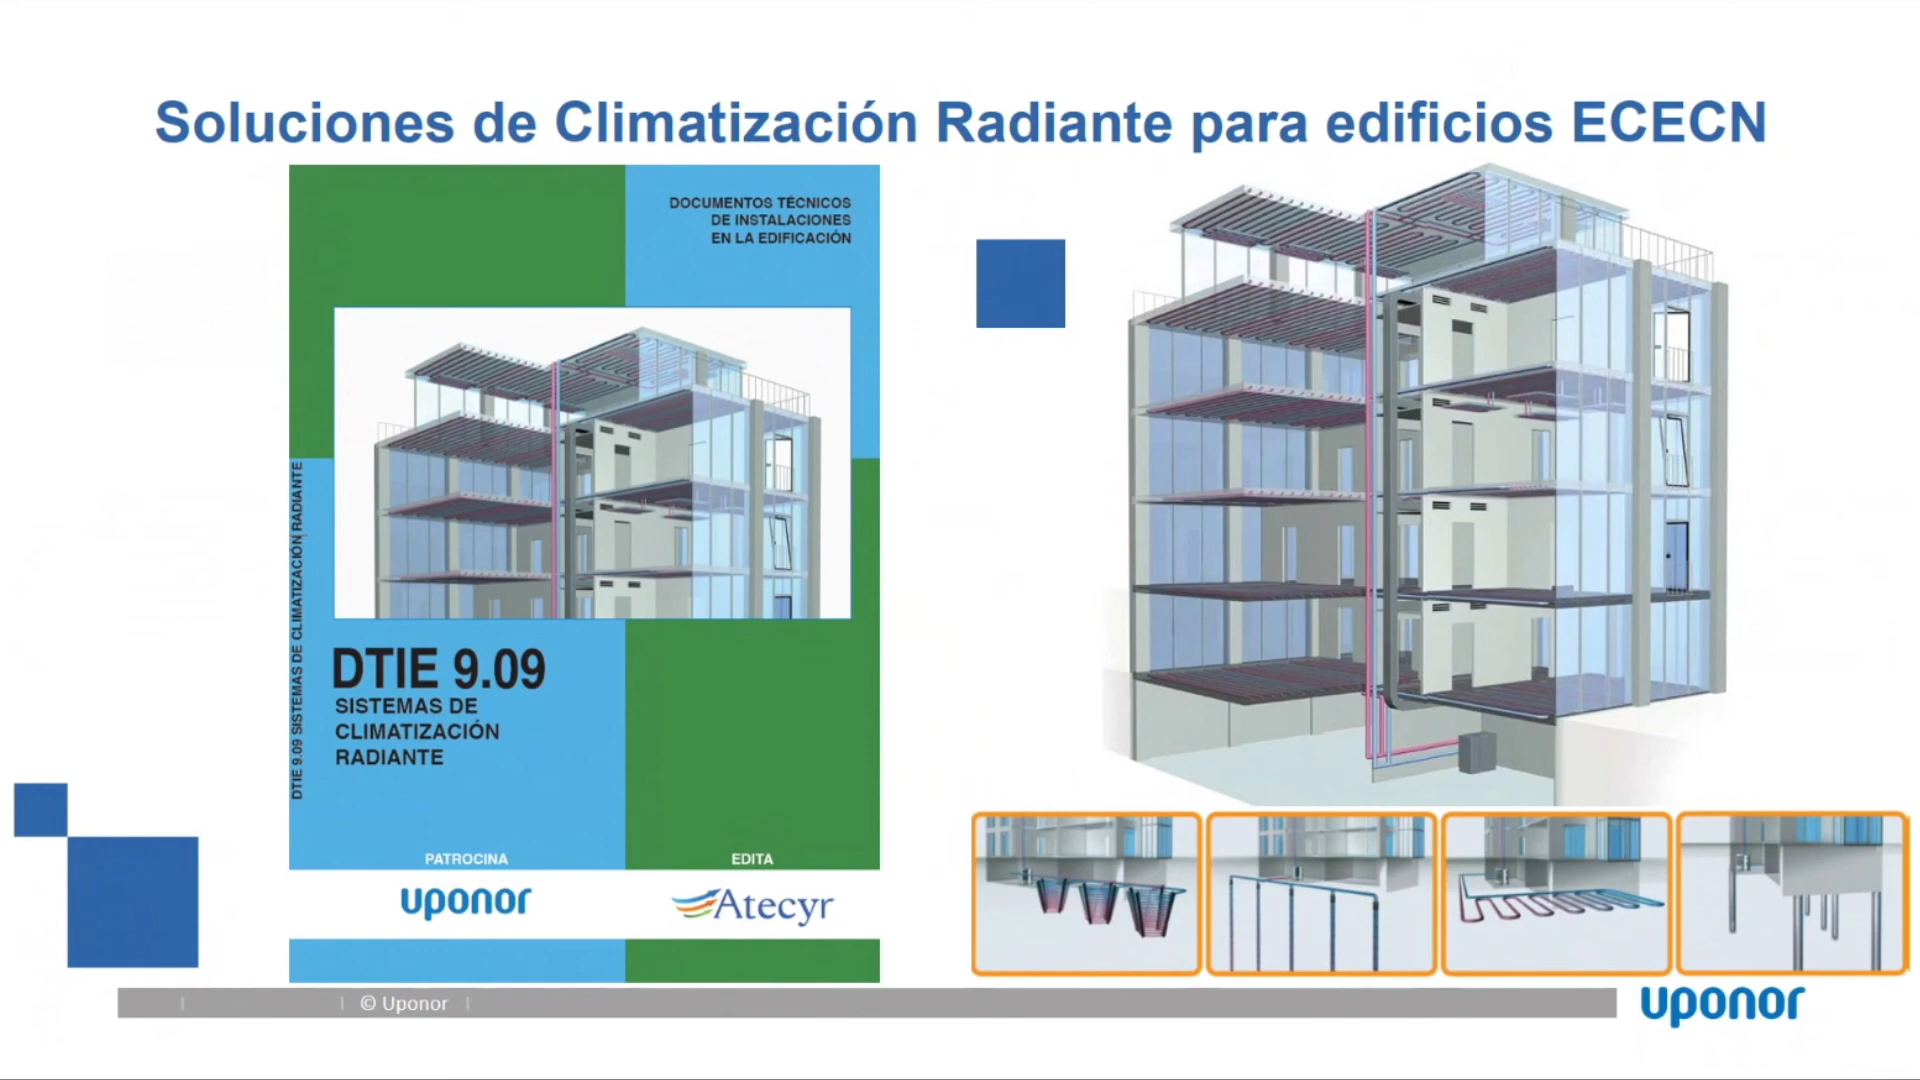 Soluciones de Climatización Radiante para edificios ECECN
DOCUMENTOS TÉCNICOS
DE INSTALACIONES
EN LA EDIFICACIÓN
DTIE 9.09 SISTEMAS DE CLIMATIZACIÓN RADIANTE
DTIE 9.09
SISTEMAS DE
CLIMATIZACIÓN
RADIANTE
PATROCINA
EDITA
uponor
Atecyr
© Uponor
uponor